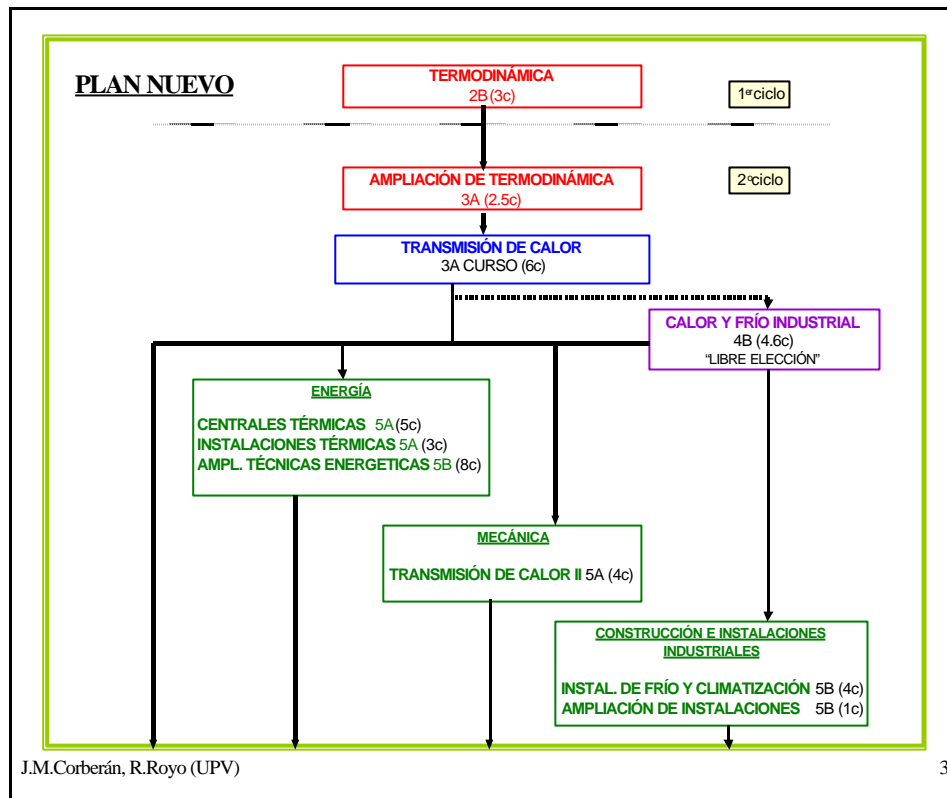 PLAN NUEVO
TERMODINÁMICA
2B (3c)
1er ciclo
AMPLIACIÓN DE TERMODINÁMICA
3A (2.5c)
2º ciclo
TRANSMISIÓN DE CALOR
3A CURSO (6c)
CALOR Y FRÍO INDUSTRIAL
4B (4.6c)
“LIBRE ELECCIÓN”
ENERGÍA
CENTRALES TÉRMICAS 5A (5c)
INSTALACIONES TÉRMICAS 5A (3c)
AMPL. TÉCNICAS ENERGETICAS 5B (8c)
MECÁNICA
TRANSMISIÓN DE CALOR II 5A (4c)
CONSTRUCCIÓN E INSTALACIONES
INDUSTRIALES
INSTAL. DE FRÍO Y CLIMATIZACIÓN 5B (4c)
AMPLIACIÓN DE INSTALACIONES 5B (1c)
J.M.Corberán, R.Royo (UPV)
3